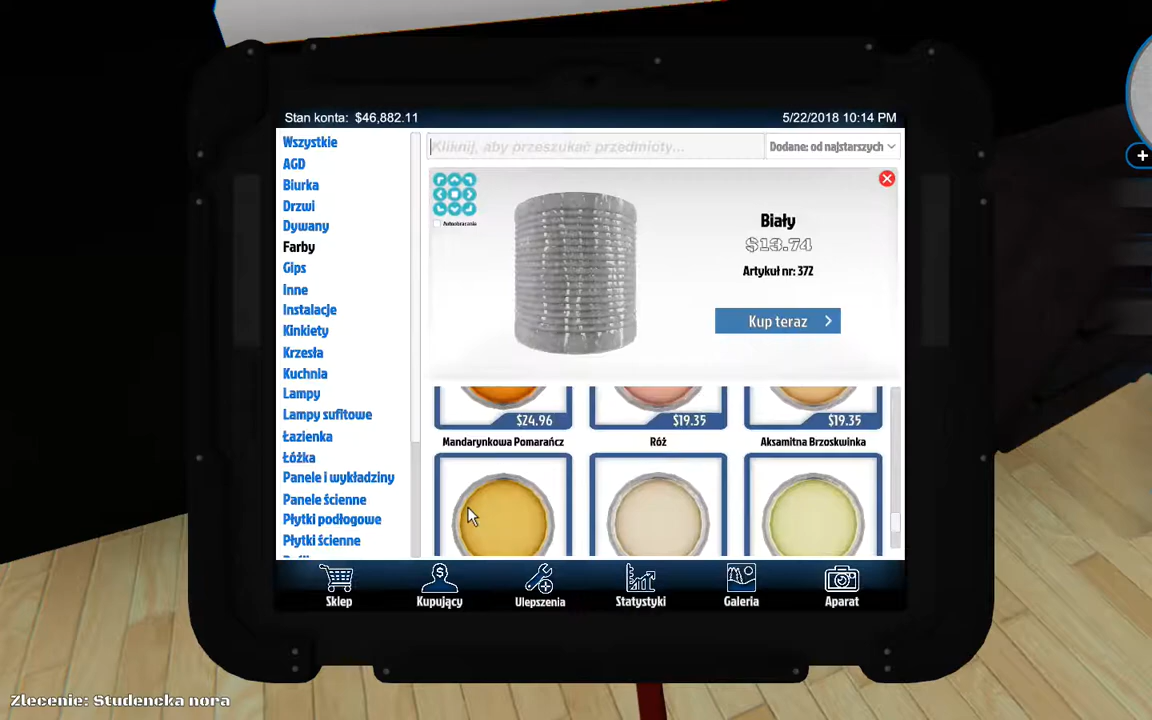 Stan konta: $46,882.11
5/22/2018 10:14 PM
Wszystkie
AGD
Biurka
Drzwi
Dywany
Farby
Gips
Inne
Instalacje
Kinkiety
Krzesła
Kuchnia
Lampy
Lampy sufitowe
Łazienka
Łóżka
Panele i wykładziny
Panele ścienne
Płytki podłogowe
Płytki ścienne
Kliknij, aby przeszukać przedmioty...
Dodane: od najstarszych
Biały
$13.74
Artykuł nr: 372
Kup teraz
$24.96
$19.35
$19.35
Mandarynkowa Pomarańcz
Róż
Aksamitna Brzoskwinka
Sklep
Kupujący
Ulepszenia
Statystyki
Galeria
Aparat
Zlecenie: Studencka nora